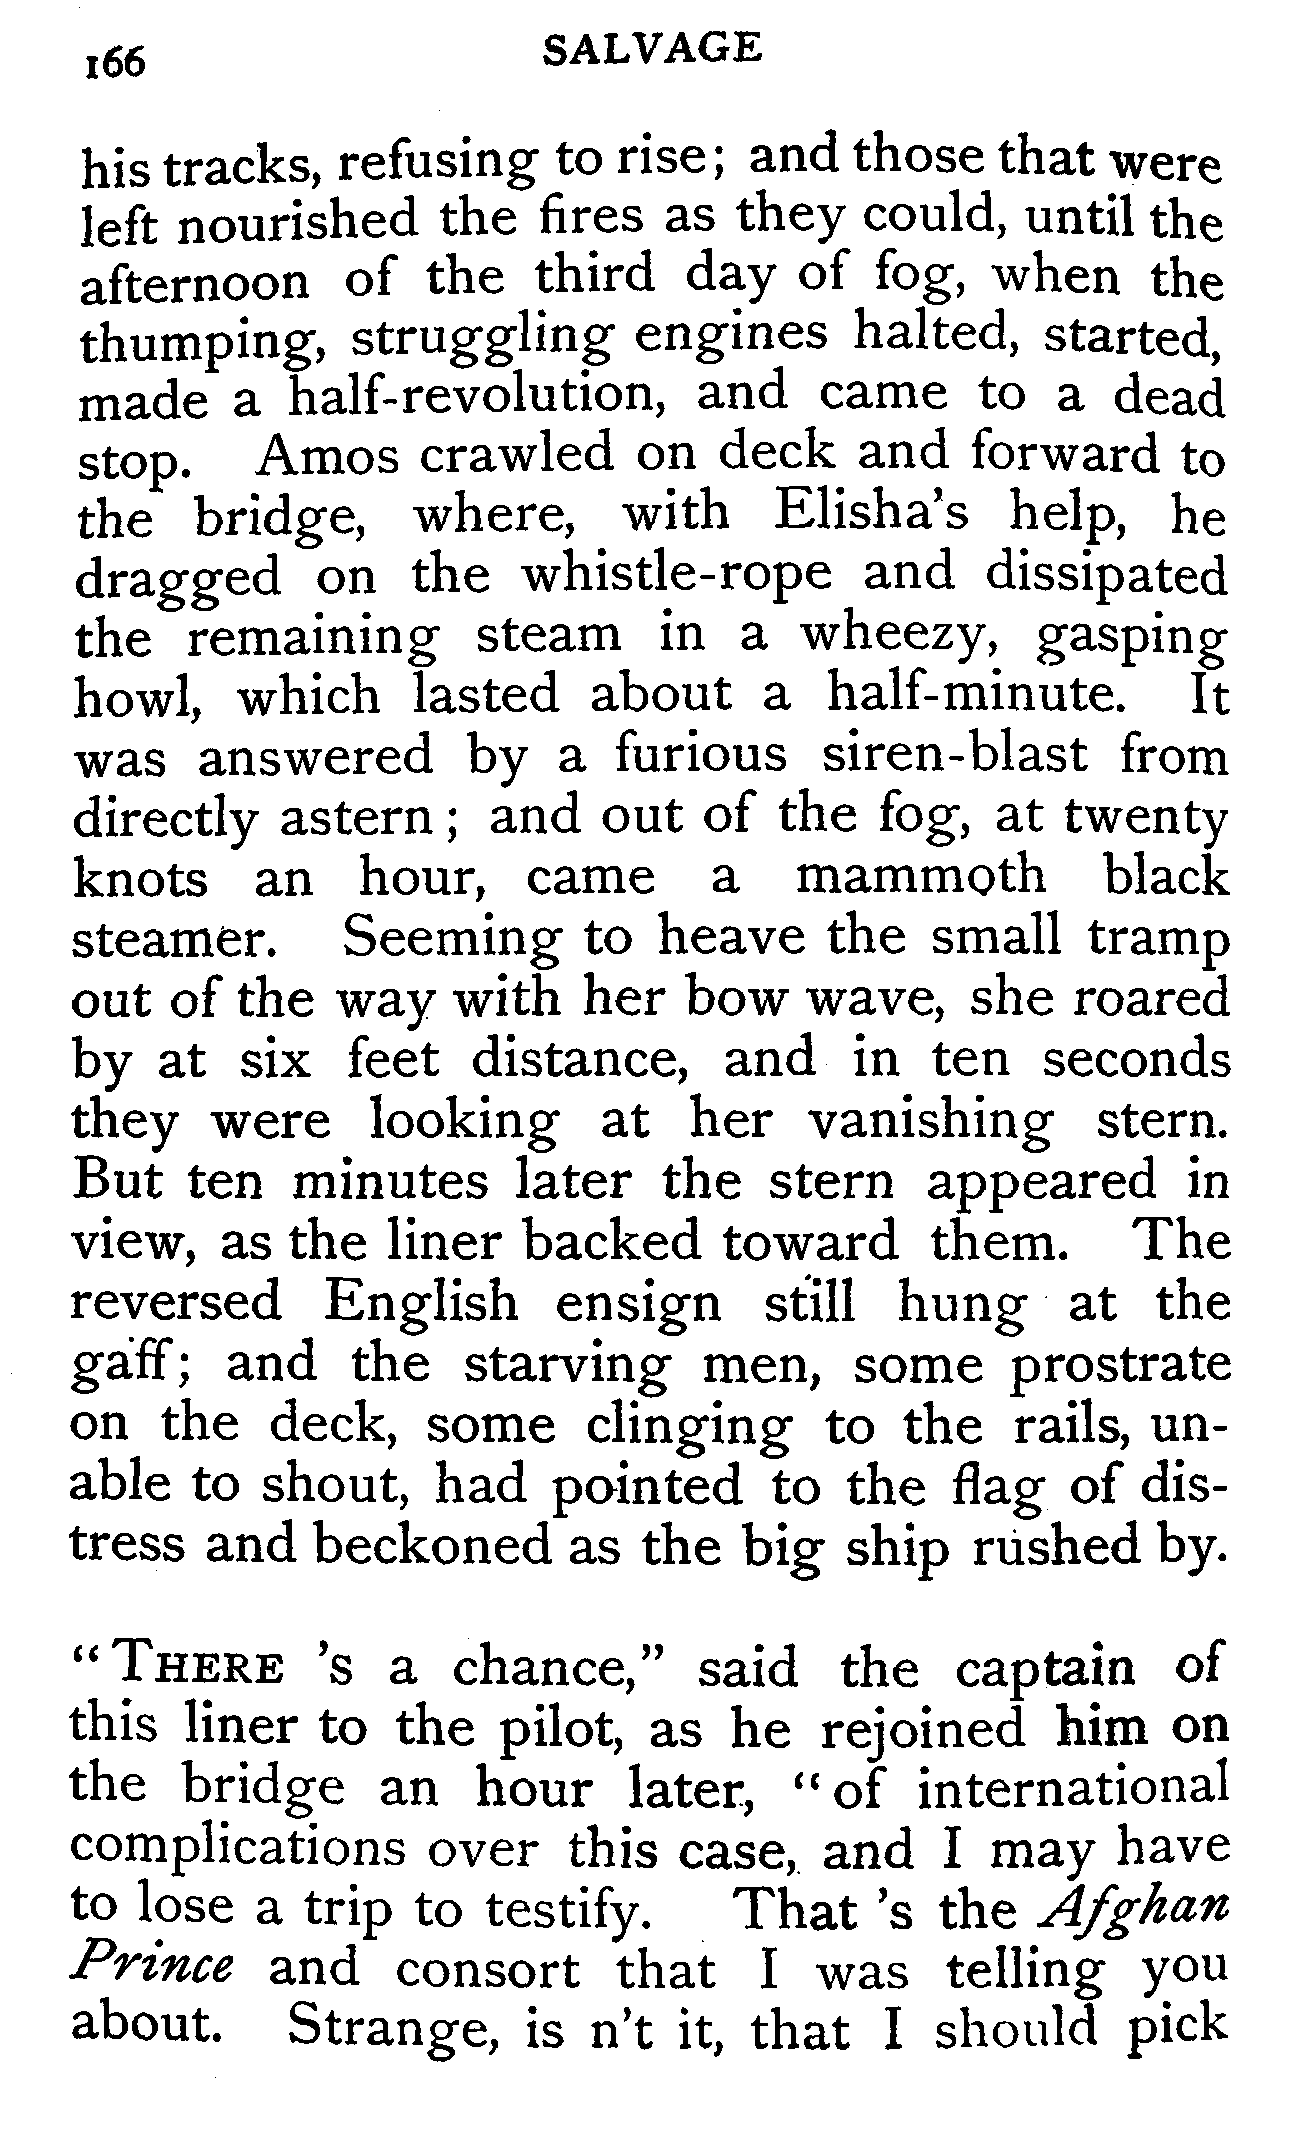 166 SALVAGE
his tracks, refusing to rise; and those that were
left nourished the fires as they could, until the
afternoon of the third day of fog, when the
thumping, struggling engines halted, started,
made a half-revolution, and came to a dead
stop. Amos crawled on deck and forward to
the bridge, where, with Elisha's help, he
dragged on the whistle-rope and dissipated
the remaining steam in a wheezy, gasping
howl, which lasted about a half-minute. It
was answered by a furious siren-blast from
directly astern; and out of the fog, at twenty
knots an hour, came a mammoth black
steamer. Seeming to heave the small tramp
out of the way with her bow wave, she roared
by at six feet distance, and in ten seconds
they were looking at her vanishing stern.
But ten minutes later the stern appeared in
view, as the liner backed toward them. The
reversed English ensign still hung at the
gaff; and the starving men, some prostrate
on the deck, some clinging to the rails, un-
able to shout, had pointed to the flag of dis-
tress and beckoned as the big ship rushed by.
"THERE 's a chance," said the captain of
this liner to the pilot, as he rejoined him on
the bridge an hour later, "of international
complications over this case, and I may have
to lose a trip to testify. That 's the Afghan
Prince and consort that I was telling you
about. Strange, is n't it, that I should pick